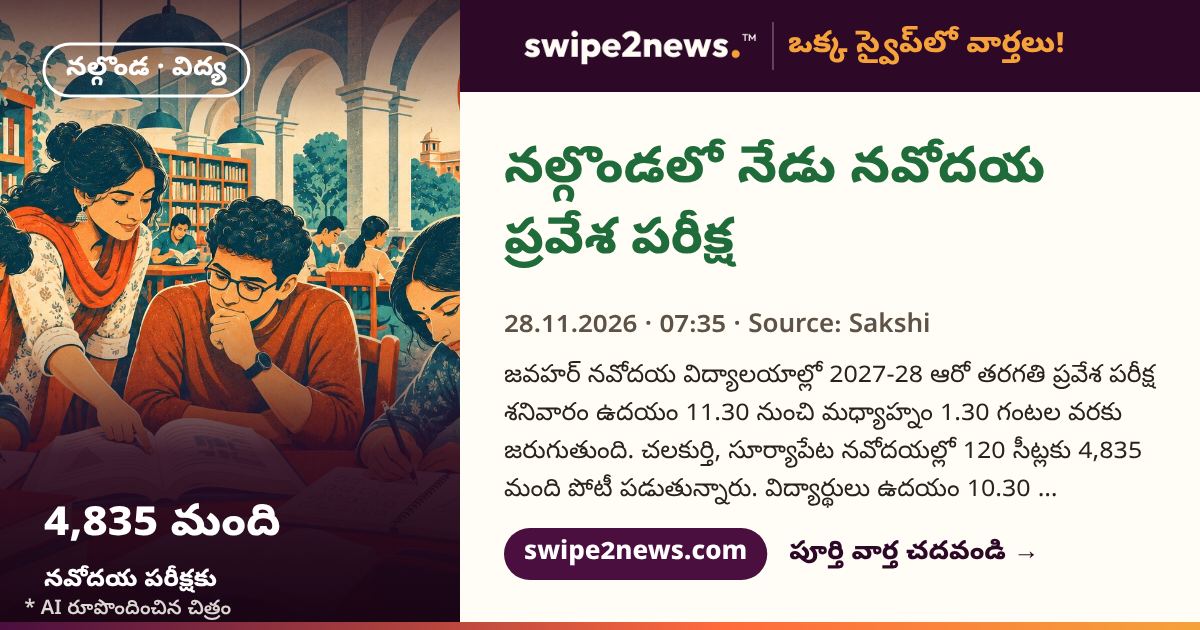 నల్గొండ · విద్య
swipe2news.™ | ఒక్క స్వైప్‌లో వార్తలు!
నల్గొండలో నేడు నవోదయ
ప్రవేశ పరీక్ష
28.11.2026 · 07:35 · Source: Sakshi
జవహర్ నవోదయ విద్యాలయాల్లో 2027-28 ఆరో తరగతి ప్రవేశ పరీక్ష
శనివారం ఉదయం 11.30 నుంచి మధ్యాహ్నం 1.30 గంటల వరకు
జరుగుతుంది. చలకుర్తి, సూర్యాపేట నవోదయల్లో 120 సీట్లకు 4,835
మంది పోటీ పడుతున్నారు. విద్యార్థులు ఉదయం 10.30 ...
4,835 మంది
నవోదయ పరీక్షకు
* AI రూపొందించిన చిత్రం
swipe2news.com పూర్తి వార్త చదవండి →